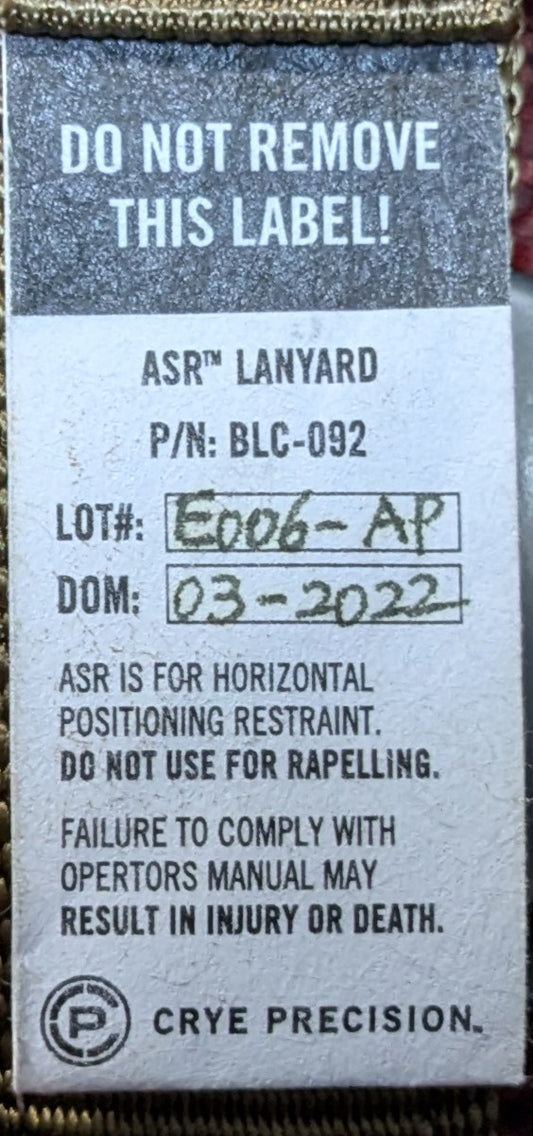 DO NOT REMOVE
THIS LABEL!
ASR™ LANYARD
P/N: BLC-092
LOT#: E006-AP
DOM: 03-2022
ASR IS FOR HORIZONTAL
POSITIONING RESTRAINT.
DO NOT USE FOR RAPELLING.
FAILURE TO COMPLY WITH
OPERTORS MANUAL MAY
RESULT IN INJURY OR DEATH.
CP CRYE PRECISION™